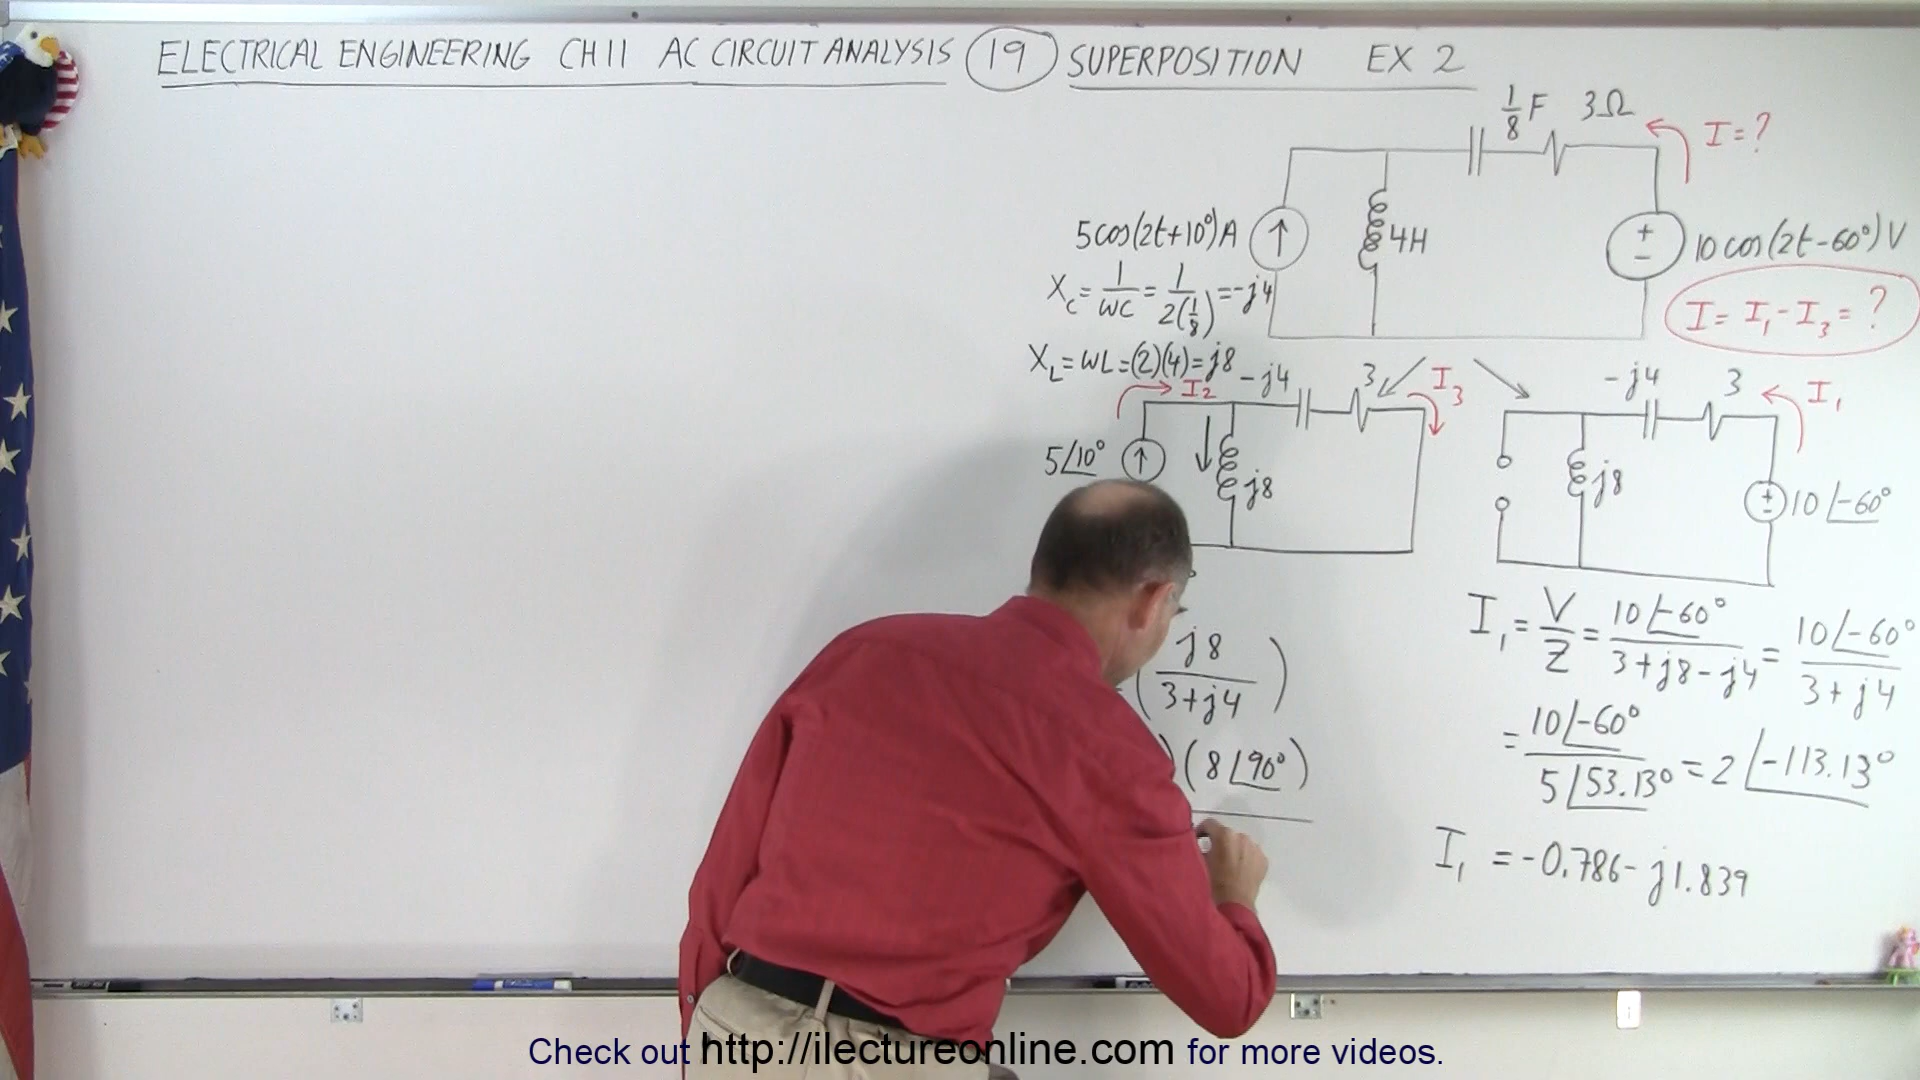 ELECTRICAL ENGINEERING CH 11 AC CIRCUIT ANALYSIS 19 SUPERPOSITION EX 2
1/8 F 3Ω
I = ?
5cos(2t+10°)A
↑
4H
+
−
10 cos(2t-60°)V
X_C = 1/WC = 1/2(1/8) = -j4
I = I₁ - I₃ = ?
X_L = WL = (2)(4) = j8
I₂
-j4
3
I₃
5∠10°
↑
j8
-j4
3
I₁
j8
+
−
10∠-60°
I₁ = V/Z = 10∠-60°/3+j8-j4 = 10∠-60°/3+j4
= 10∠-60°/5∠53.13° = 2∠-113.13°
I₁ = -0.786 - j1.839
(j8/3+j4)
)(8∠90°)
Check out http://ilectureonline.com for more videos.